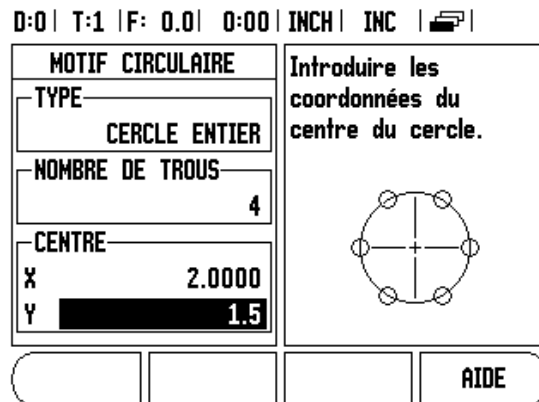 D:0 | T:1 | F: 0.0 | 0:00 | INCH | INC |
MOTIF CIRCULAIRE
TYPE
CERCLE ENTIER
NOMBRE DE TROUS
4
CENTRE
X 2.0000
Y 1.5
Introduire les
coordonnées du
centre du cercle.
AIDE